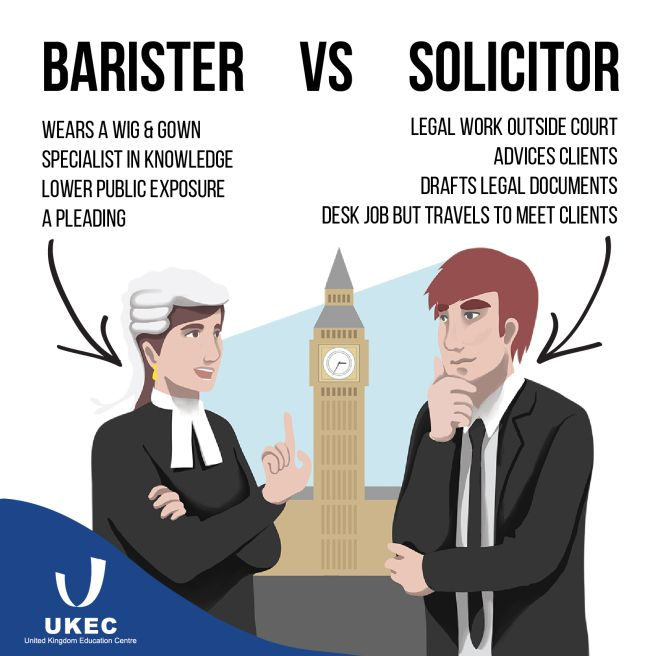 BARISTER VS SOLICITOR
WEARS A WIG & GOWN
SPECIALIST IN KNOWLEDGE
LOWER PUBLIC EXPOSURE
A PLEADING
LEGAL WORK OUTSIDE COURT
ADVICES CLIENTS
DRAFTS LEGAL DOCUMENTS
DESK JOB BUT TRAVELS TO MEET CLIENTS
UKEC
United Kingdom Education Centre